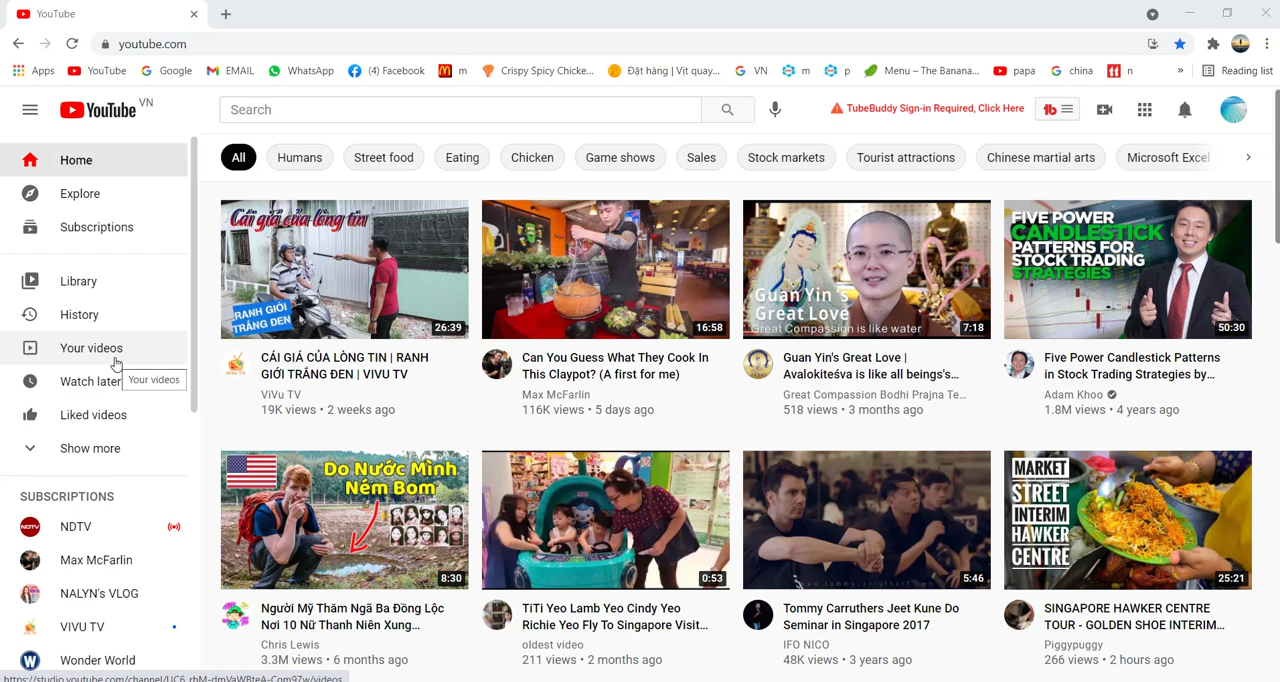 YouTube
youtube.com
Apps YouTube Google EMAIL WhatsApp (4) Facebook m Crispy Spicy Chicke... Đặt hàng | Vịt quay... VN m p Menu – The Banana... papa china n » Reading list
YouTube VN
Search
TubeBuddy Sign-in Required, Click Here
tb
All Humans Street food Eating Chicken Game shows Sales Stock markets Tourist attractions Chinese martial arts Microsoft Excel
Home
Explore
Subscriptions
Library
History
Your videos
Watch later
Your videos
Liked videos
Show more
SUBSCRIPTIONS
NDTV
Max McFarlin
NALYN's VLOG
VIVU TV
Wonder World
Cái giá của lòng tin
RANH GIỚI
TRẮNG ĐEN
26:39
CÁI GIÁ CỦA LÒNG TIN | RANH
GIỚI TRẮNG ĐEN | VIVU TV
ViVu TV
19K views • 2 weeks ago
16:58
Can You Guess What They Cook In
This Claypot? (A first for me)
Max McFarlin
116K views • 5 days ago
Guan Yin's
Great Love
Great Compassion is like water
7:18
Guan Yin's Great Love |
Avalokiteśva is like all beings's...
Great Compassion Bodhi Prajna Te...
518 views • 3 months ago
FIVE POWER
CANDLESTICK
PATTERNS FOR
STOCK TRADING
STRATEGIES
50:30
Five Power Candlestick Patterns
in Stock Trading Strategies by...
Adam Khoo
1.8M views • 4 years ago
Do Nước Mình
Ném Bom
8:30
Người Mỹ Thăm Ngã Ba Đồng Lộc
Nơi 10 Nữ Thanh Niên Xung...
Chris Lewis
3.3M views • 6 months ago
0:53
TiTi Yeo Lamb Yeo Cindy Yeo
Richie Yeo Fly To Singapore Visit...
oldest video
211 views • 2 months ago
5:46
Tommy Carruthers Jeet Kune Do
Seminar in Singapore 2017
IFO NICO
48K views • 3 years ago
MARKET
STREET
INTERIM
HAWKER
CENTRE
25:21
SINGAPORE HAWKER CENTRE
TOUR - GOLDEN SHOE INTERIM...
Piggypuggy
266 views • 2 hours ago